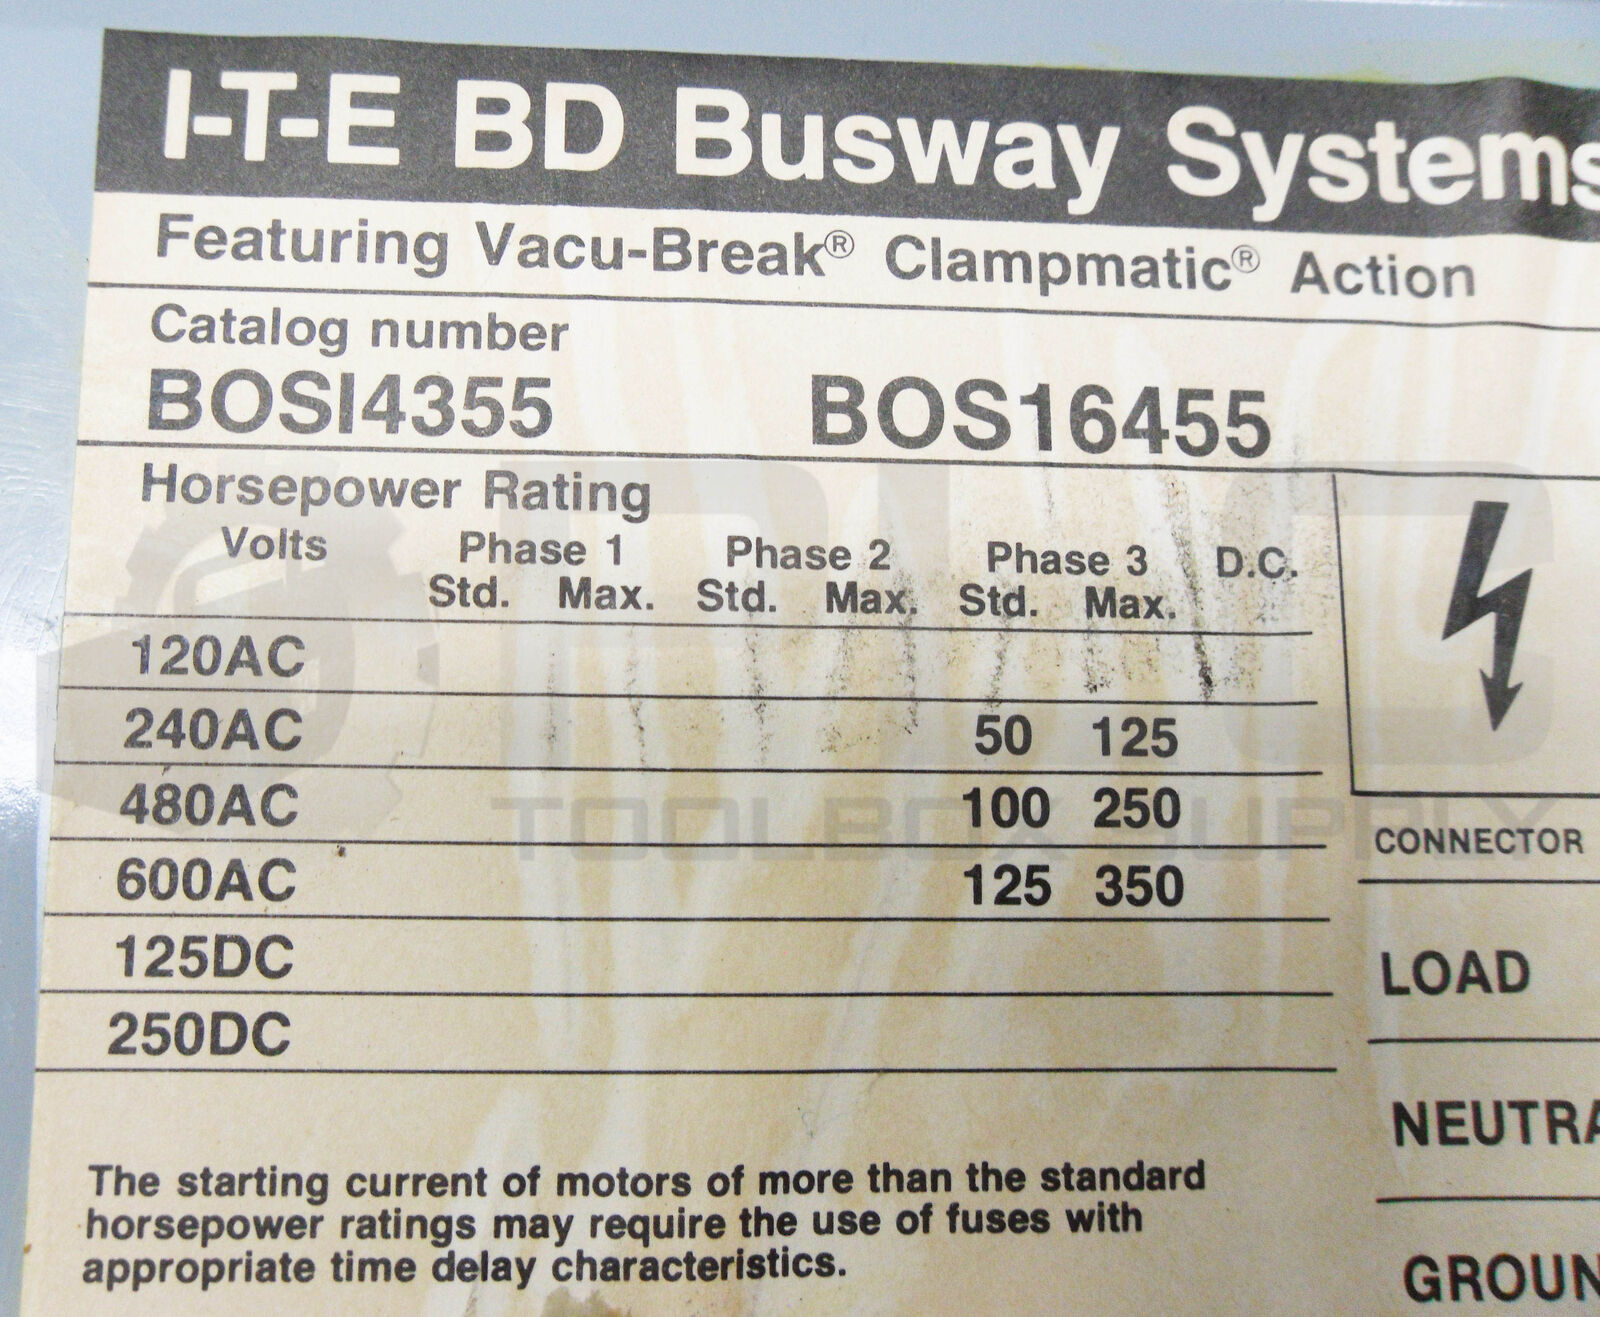 I-T-E BD Busway Systems
Featuring Vacu-Break® Clampmatic® Action
Catalog number
BOSI4355 BOS16455
Horsepower Rating
Volts Phase 1 Phase 2 Phase 3 D.C.
Std. Max. Std. Max. Std. Max.
120AC
240AC 50 125
480AC 100 250
600AC 125 350
125DC
250DC
The starting current of motors of more than the standard
horsepower ratings may require the use of fuses with
appropriate time delay characteristics.
CONNECTOR
LOAD
NEUTRA
GROUN
PLC
TOOLBOX SUPPLY